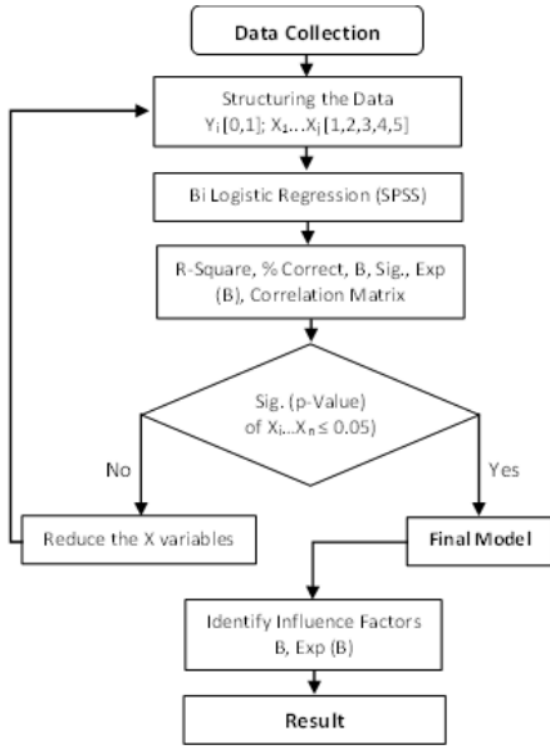 Data Collection
Structuring the Data
Yi [0,1]; X1...Xj [1,2,3,4,5]
Bi Logistic Regression (SPSS)
R-Square, % Correct, B, Sig., Exp
(B), Correlation Matrix
Sig. (p-Value)
of Xi...Xn ≤ 0.05)
No
Yes
Reduce the X variables
Final Model
Identify Influence Factors
B, Exp (B)
Result